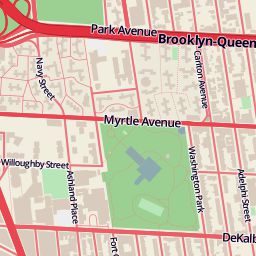 Park Avenue
Brooklyn-Queen
Navy Street
Carlton Avenue
Myrtle Avenue
Willoughby Street
Ashland Place
Washington Park
Adelphi Street
Fort
DeKalb